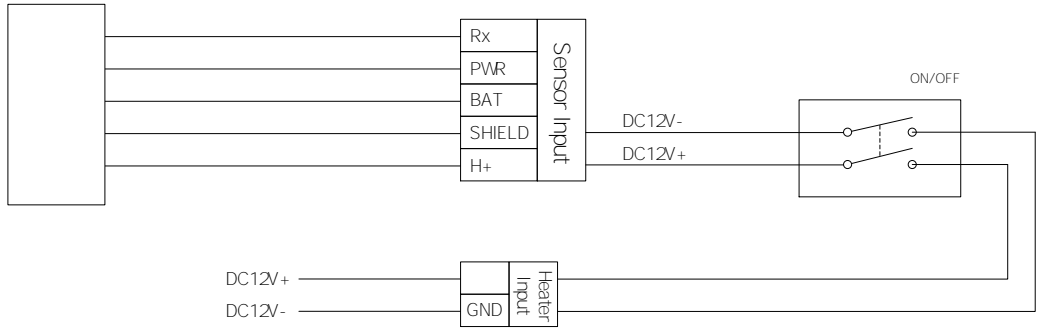 Rx
PWR
BAT
SHIELD
H+
Sensor Input
DC12V-
DC12V+
ON/OFF
DC12V+
DC12V-
GND
Heater
Input